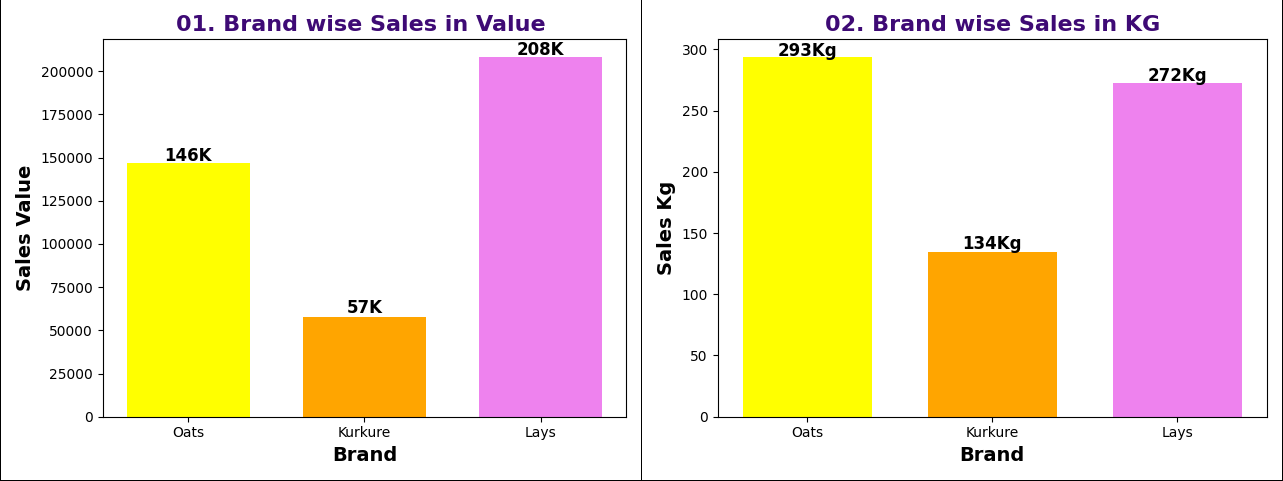 01. Brand wise Sales in Value
208K
146K
57K
200000
175000
150000
125000
100000
75000
50000
25000
0
Sales Value
Oats Kurkure Lays
Brand
02. Brand wise Sales in KG
293Kg
272Kg
134Kg
300
250
200
150
100
50
0
Sales Kg
Oats Kurkure Lays
Brand